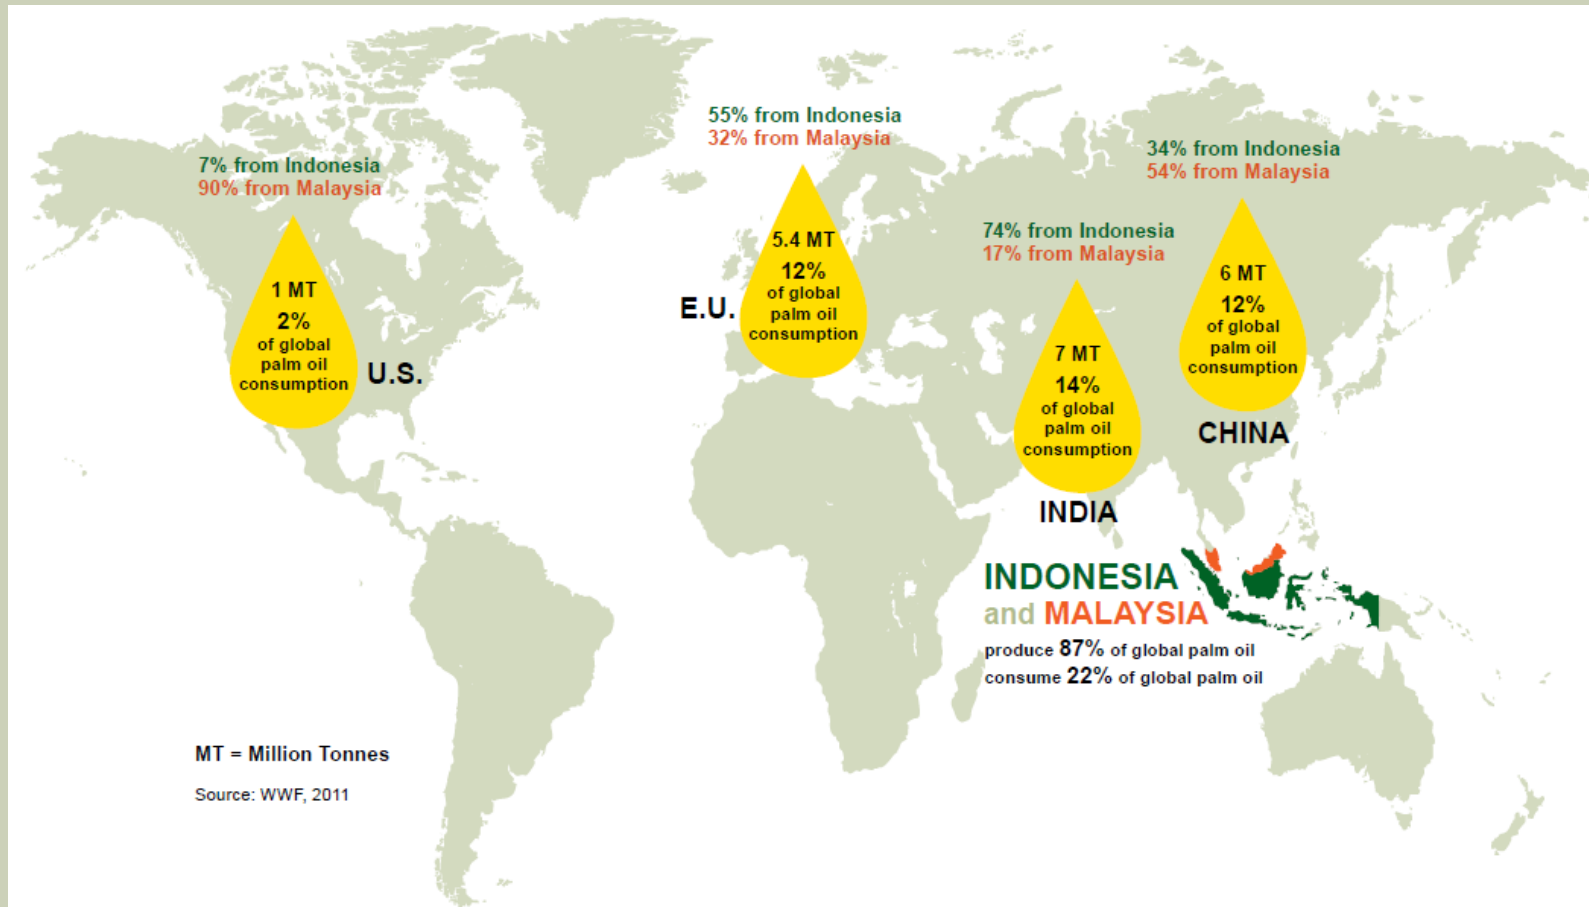 7% from Indonesia
90% from Malaysia
1 MT
2%
of global
palm oil
consumption
U.S.
55% from Indonesia
32% from Malaysia
5.4 MT
12%
of global
palm oil
consumption
E.U.
74% from Indonesia
17% from Malaysia
7 MT
14%
of global
palm oil
consumption
INDIA
34% from Indonesia
54% from Malaysia
6 MT
12%
of global
palm oil
consumption
CHINA
INDONESIA
and MALAYSIA
produce 87% of global palm oil
consume 22% of global palm oil
MT = Million Tonnes
Source: WWF, 2011